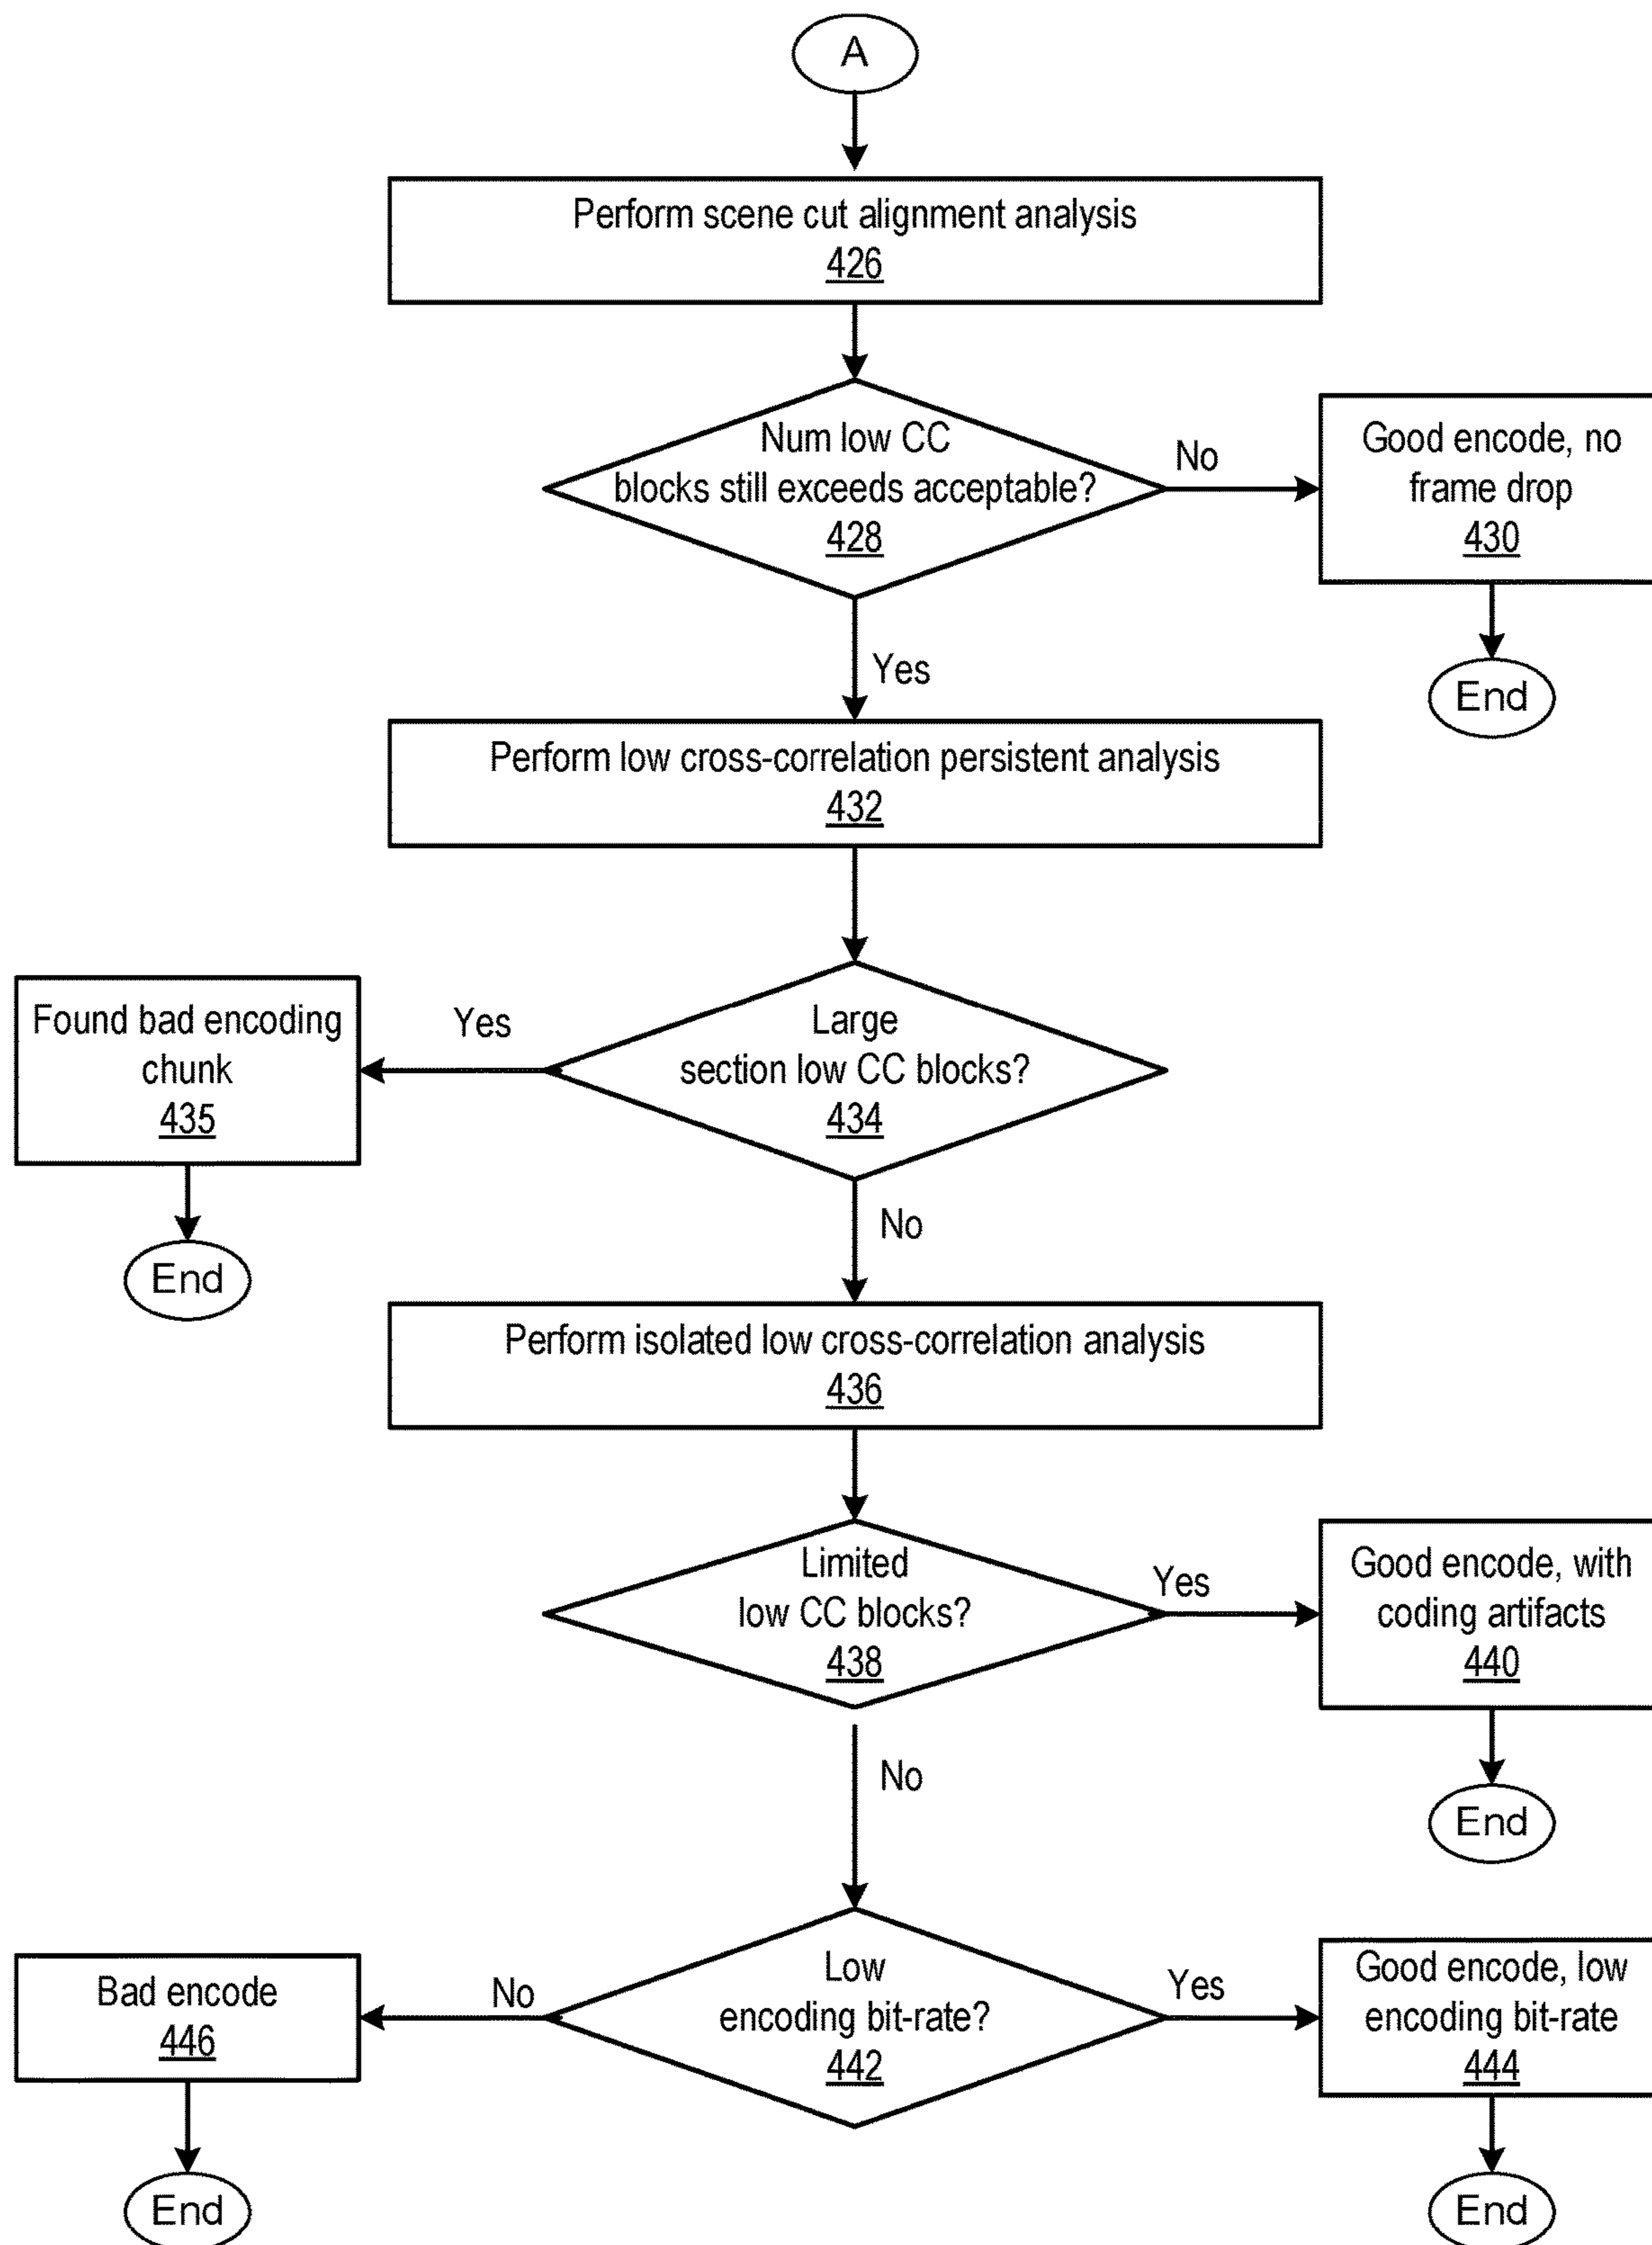 A
Perform scene cut alignment analysis
426
Num low CC
blocks still exceeds acceptable?
428
No
Good encode, no
frame drop
430
End
Yes
Perform low cross-correlation persistent analysis
432
Large
section low CC blocks?
434
Yes
Found bad encoding
chunk
435
End
No
Perform isolated low cross-correlation analysis
436
Limited
low CC blocks?
438
Yes
Good encode, with
coding artifacts
440
End
No
Low
encoding bit-rate?
442
Yes
Good encode, low
encoding bit-rate
444
End
No
Bad encode
446
End